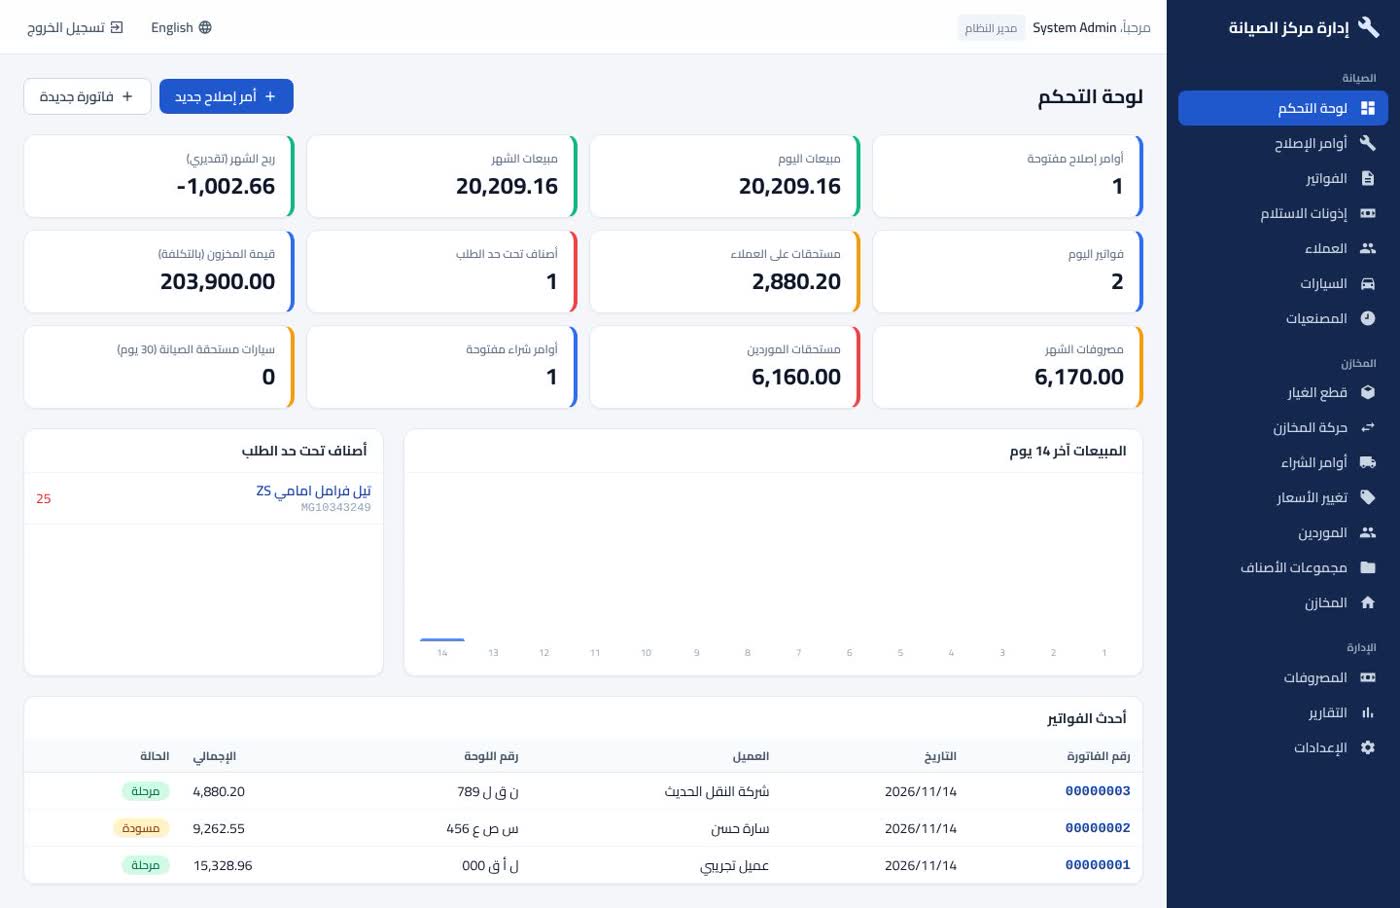 إدارة مركز الصيانة
الصيانة
لوحة التحكم
أوامر الإصلاح
الفواتير
إذونات الاستلام
العملاء
السيارات
المصنعيات
المخازن
قطع الغيار
حركة المخازن
أوامر الشراء
تغيير الأسعار
الموردين
مجموعات الأصناف
المخازن
الإدارة
المصروفات
التقارير
الإعدادات
مرحباً، System Admin مدير النظام English تسجيل الخروج
لوحة التحكم
+ أمر إصلاح جديد + فاتورة جديدة
أوامر إصلاح مفتوحة
1
مبيعات اليوم
20,209.16
مبيعات الشهر
20,209.16
ربح الشهر (تقديري)
-1,002.66
فواتير اليوم
2
مستحقات على العملاء
2,880.20
أصناف تحت حد الطلب
1
قيمة المخزون (بالتكلفة)
203,900.00
مصروفات الشهر
6,170.00
مستحقات الموردين
6,160.00
أوامر شراء مفتوحة
1
سيارات مستحقة الصيانة (30 يوم)
0
المبيعات آخر 14 يوم
1 2 3 4 5 6 7 8 9 10 11 12 13 14
أصناف تحت حد الطلب
تيل فرامل امامي ZS 25
MG10343249
أحدث الفواتير
رقم الفاتورة التاريخ العميل رقم اللوحة الإجمالي الحالة
00000003 2026/11/14 شركة النقل الحديث ن ق ل 789 4,880.20 مرحلة
00000002 2026/11/14 سارة حسن س ص ع 456 9,262.55 مسودة
00000001 2026/11/14 عميل تجريبي ل أ ق 000 15,328.96 مرحلة